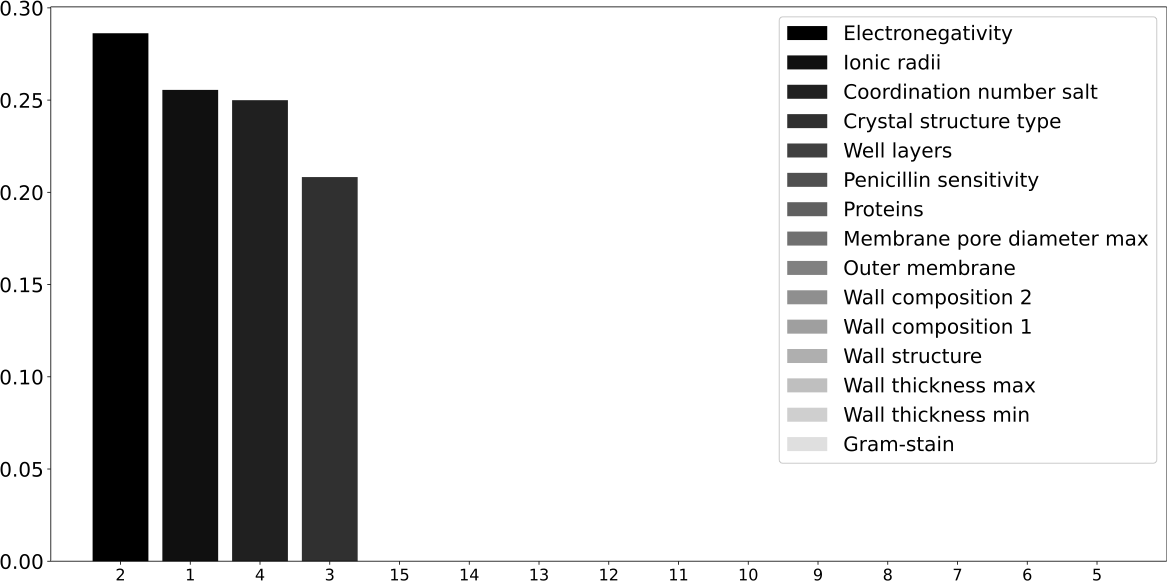 0.30
0.25
0.20
0.15
0.10
0.05
0.00
2 1 4 3 15 14 13 12 11 10 9 8 7 6 5
Electronegativity
Ionic radii
Coordination number salt
Crystal structure type
Well layers
Penicillin sensitivity
Proteins
Membrane pore diameter max
Outer membrane
Wall composition 2
Wall composition 1
Wall structure
Wall thickness max
Wall thickness min
Gram-stain